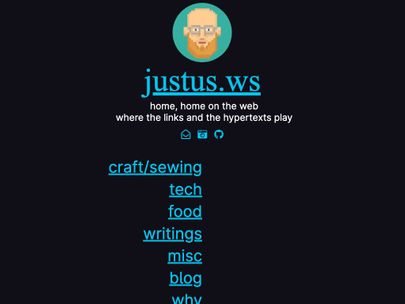 justus.ws
home, home on the web
where the links and the hypertexts play
craft/sewing
tech
food
writings
misc
blog
why